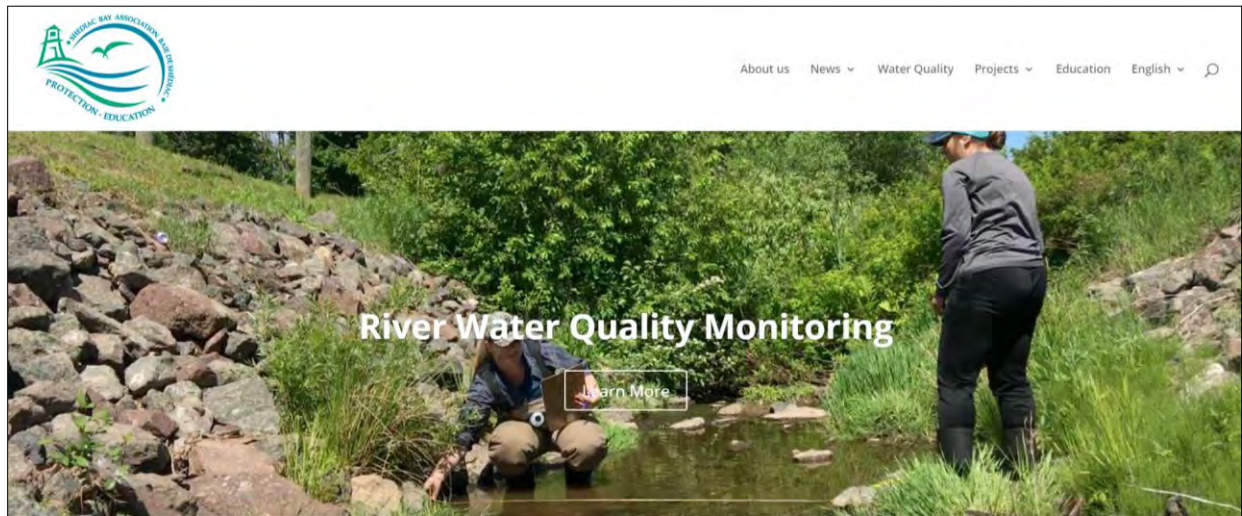 SHEDIAC BAY ASSOCIATION BAIE DE SHEDIAC
PROTECTION - EDUCATION
About us News Water Quality Projects Education English
River Water Quality Monitoring
Learn More